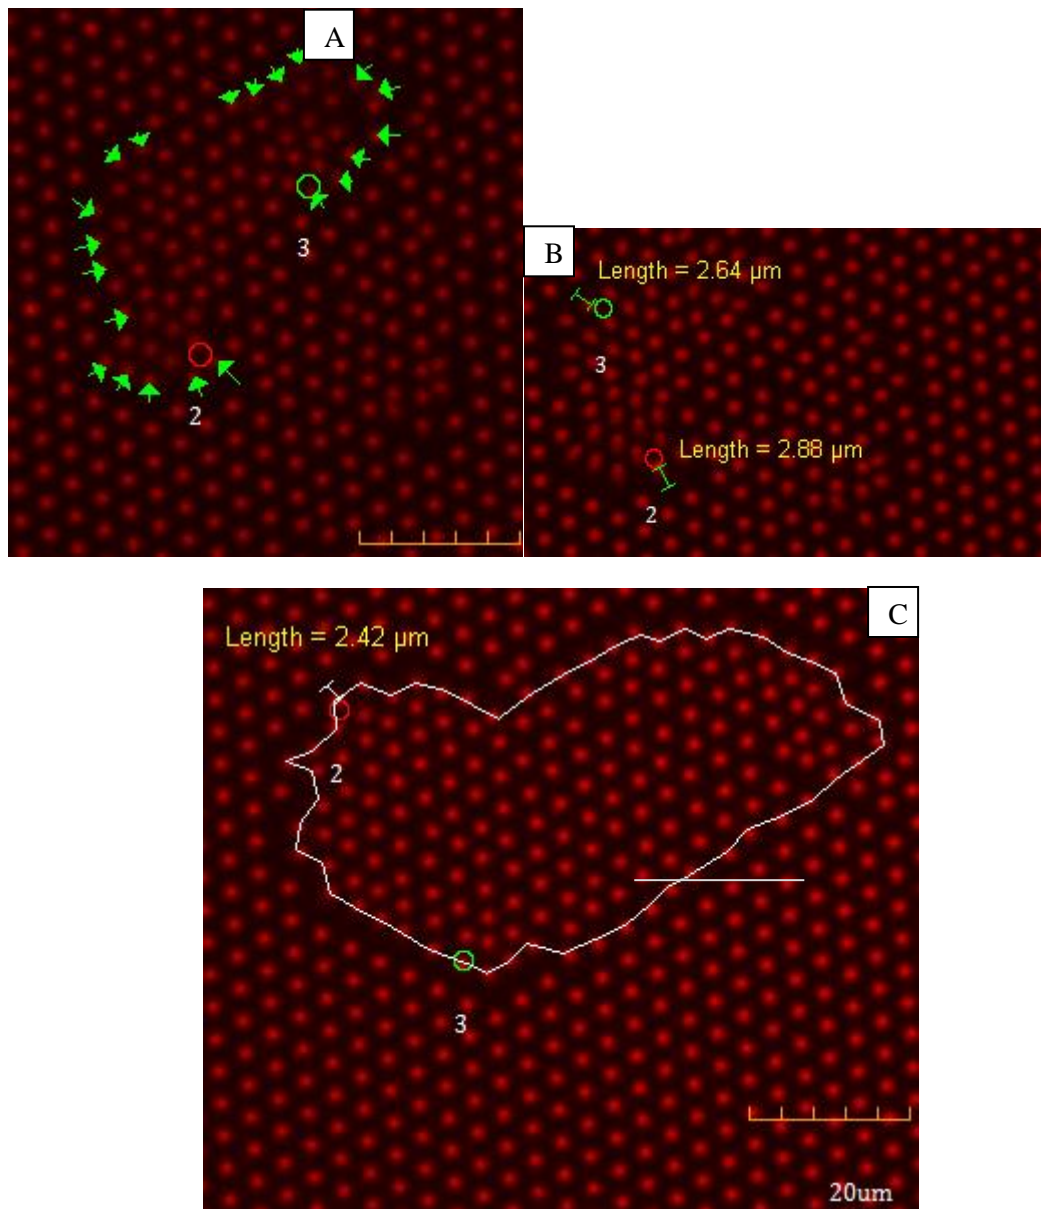 A
3
2
B
Length = 2.64 µm
3
Length = 2.88 µm
2
C
Length = 2.42 µm
2
3
20um